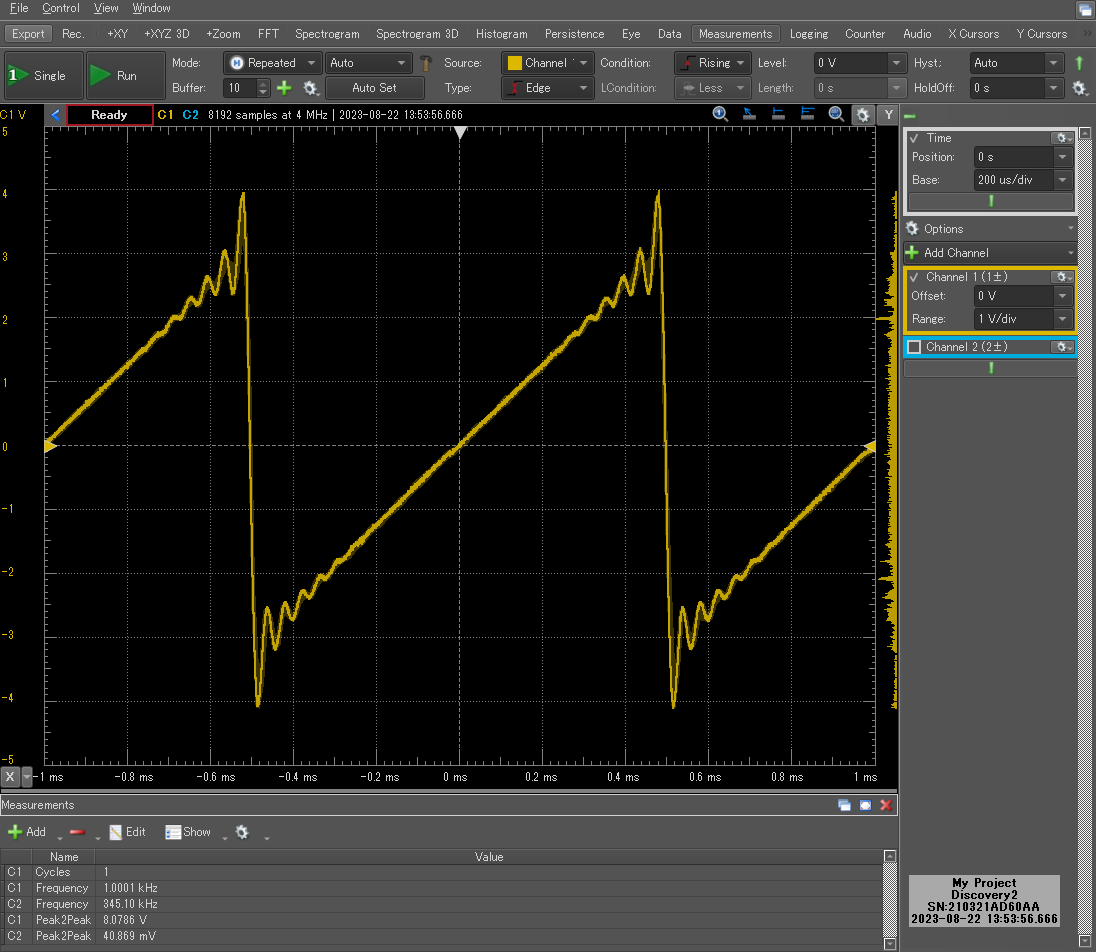 File Control View Window
Export Rec. +XY +XYZ 3D +Zoom FFT Spectrogram Spectrogram 3D Histogram Persistence Eye Data Measurements Logging Counter Audio X Cursors Y Cursors »
1 Single Run Mode: Repeated Auto Source: Channel 1 Condition: Rising Level: 0 V Hyst.: Auto
Buffer: 10 Auto Set Type: Edge LCondition: Less Length: 0 s HoldOff: 0 s
C1 V Ready C1 C2 8192 samples at 4 MHz | 2023-08-22 13:53:56.666 Y
5
4
3
2
1
0
-1
-2
-3
-4
-5
X -1 ms -0.8 ms -0.6 ms -0.4 ms -0.2 ms 0 ms 0.2 ms 0.4 ms 0.6 ms 0.8 ms 1 ms
Time
Position: 0 s
Base: 200 us/div
Options
Add Channel
Channel 1 (1±)
Offset: 0 V
Range: 1 V/div
Channel 2 (2±)
Measurements
Add Edit Show
Name Value
C1 Cycles 1
C1 Frequency 1.0001 kHz
C2 Frequency 345.10 kHz
C1 Peak2Peak 8.0786 V
C2 Peak2Peak 40.869 mV
My Project
Discovery2
SN:210321AD60AA
2023-08-22 13:53:56.666